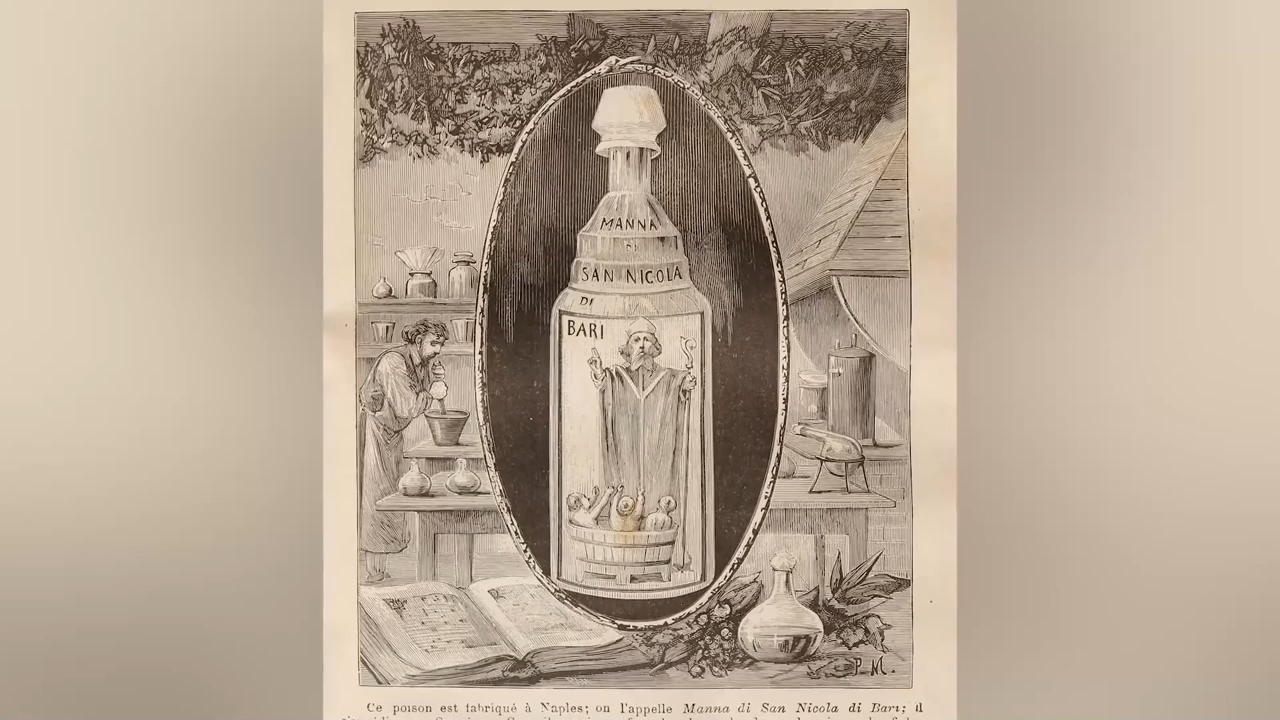 MANNA
DI
SAN NICOLA
DI
BARI
P. M.
Ce poison est fabriqué à Naples; on l'appelle Manna di San Nicola di Bari; il